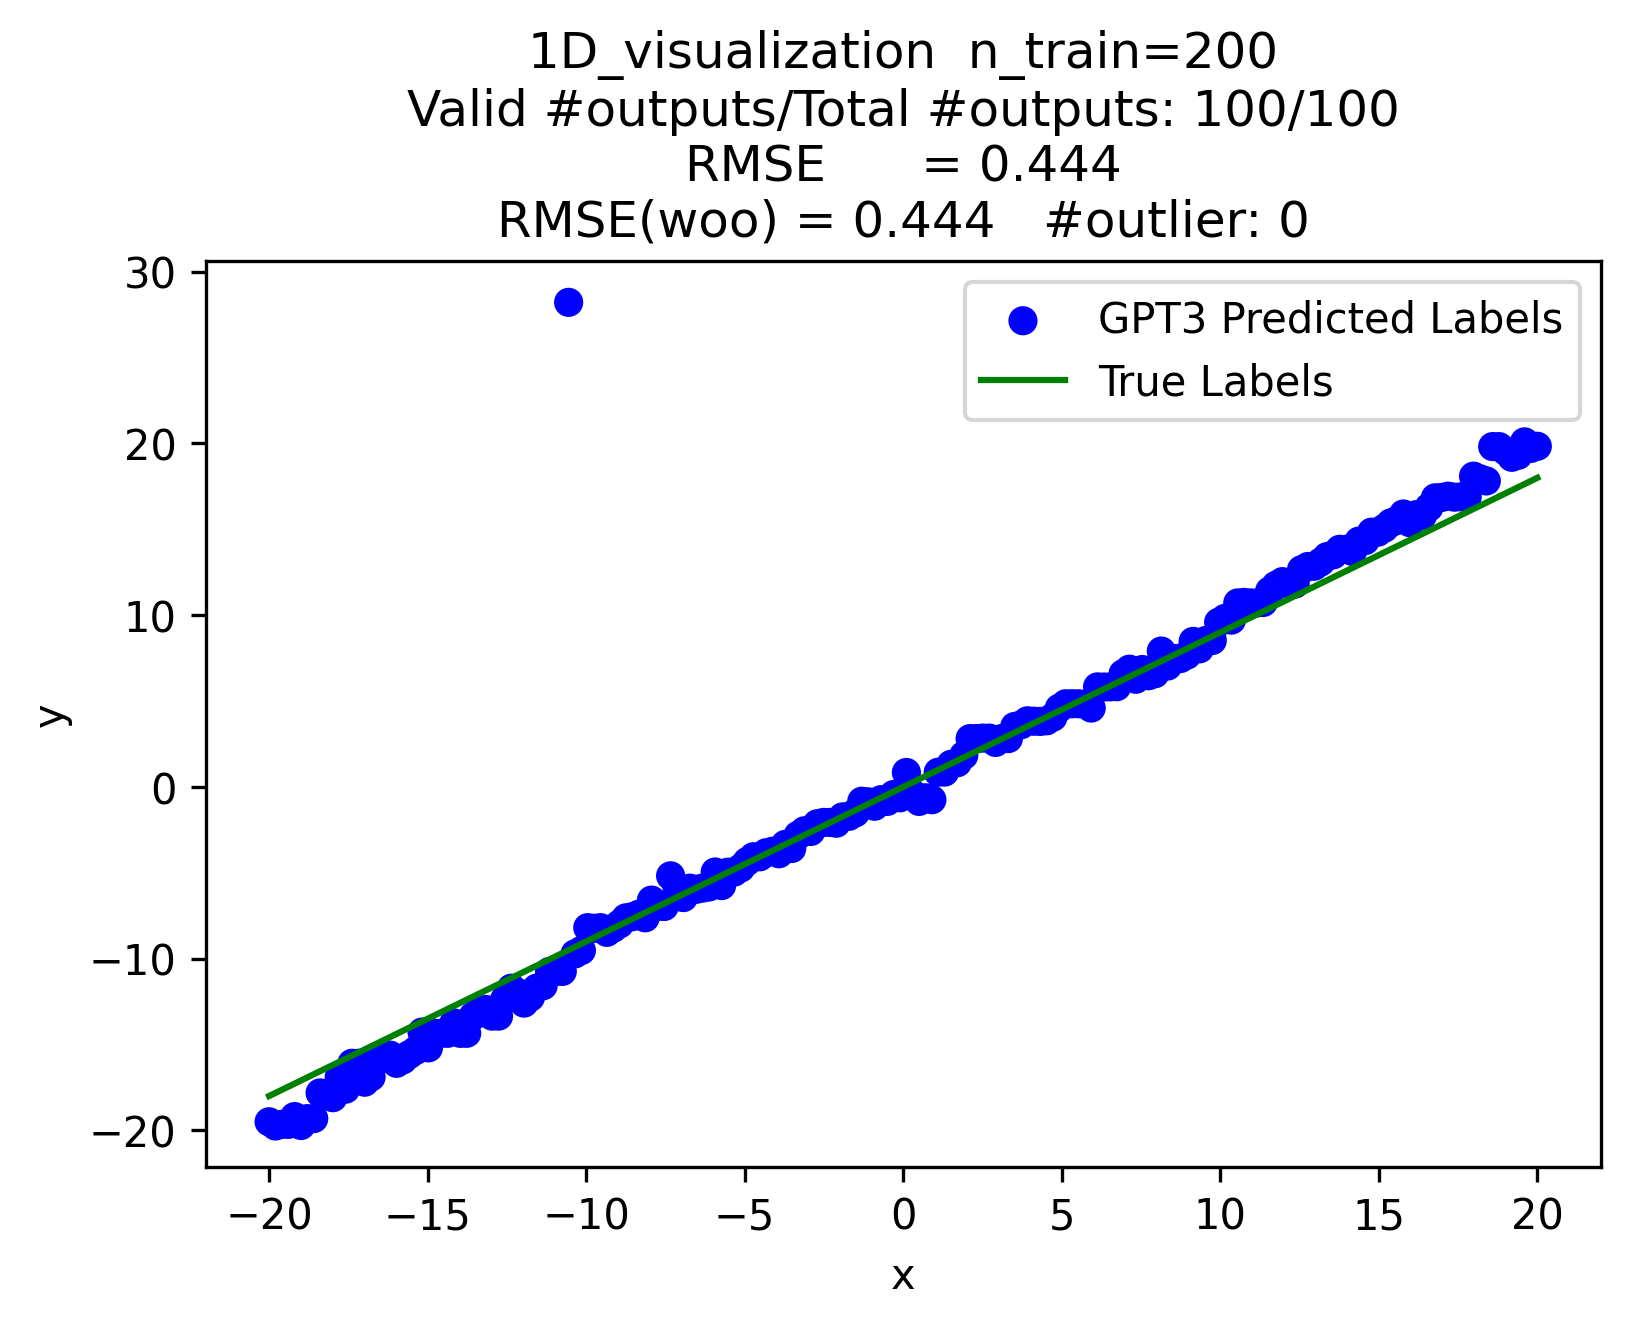 1D_visualization  n_train=200
Valid #outputs/Total #outputs: 100/100
RMSE      = 0.444
RMSE(woo) = 0.444   #outlier: 0
GPT3 Predicted Labels
True Labels
30
20
10
0
−10
−20
y
−20 −15 −10 −5 0 5 10 15 20
x